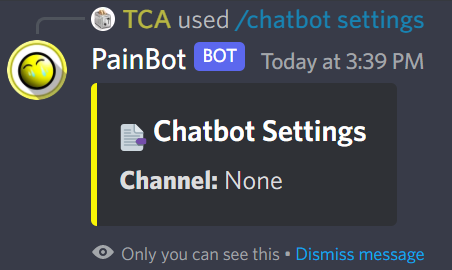 TCA used /chatbot settings
PainBot BOT Today at 3:39 PM
Chatbot Settings
Channel: None
Only you can see this • Dismiss message